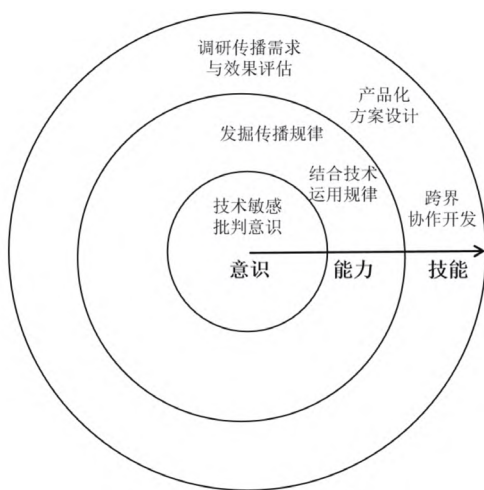 调研传播需求
与效果评估
产品化
方案设计
发掘传播规律
结合技术
运用规律
跨界
协作开发
技术敏感
批判意识
意识
能力
技能